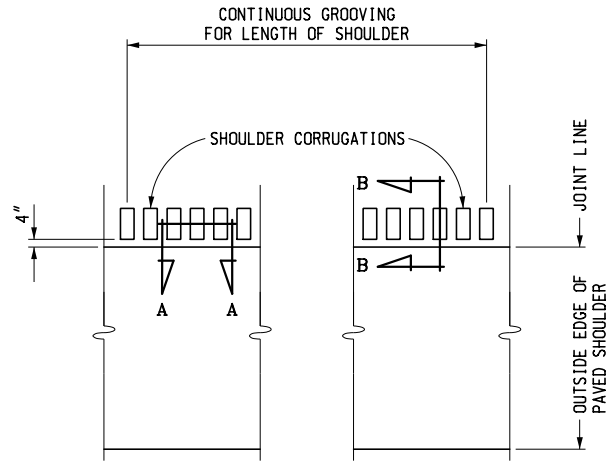 CONTINUOUS GROOVING
FOR LENGTH OF SHOULDER
SHOULDER CORRUGATIONS
4"
B
B
A
A
JOINT LINE
OUTSIDE EDGE OF
PAVED SHOULDER